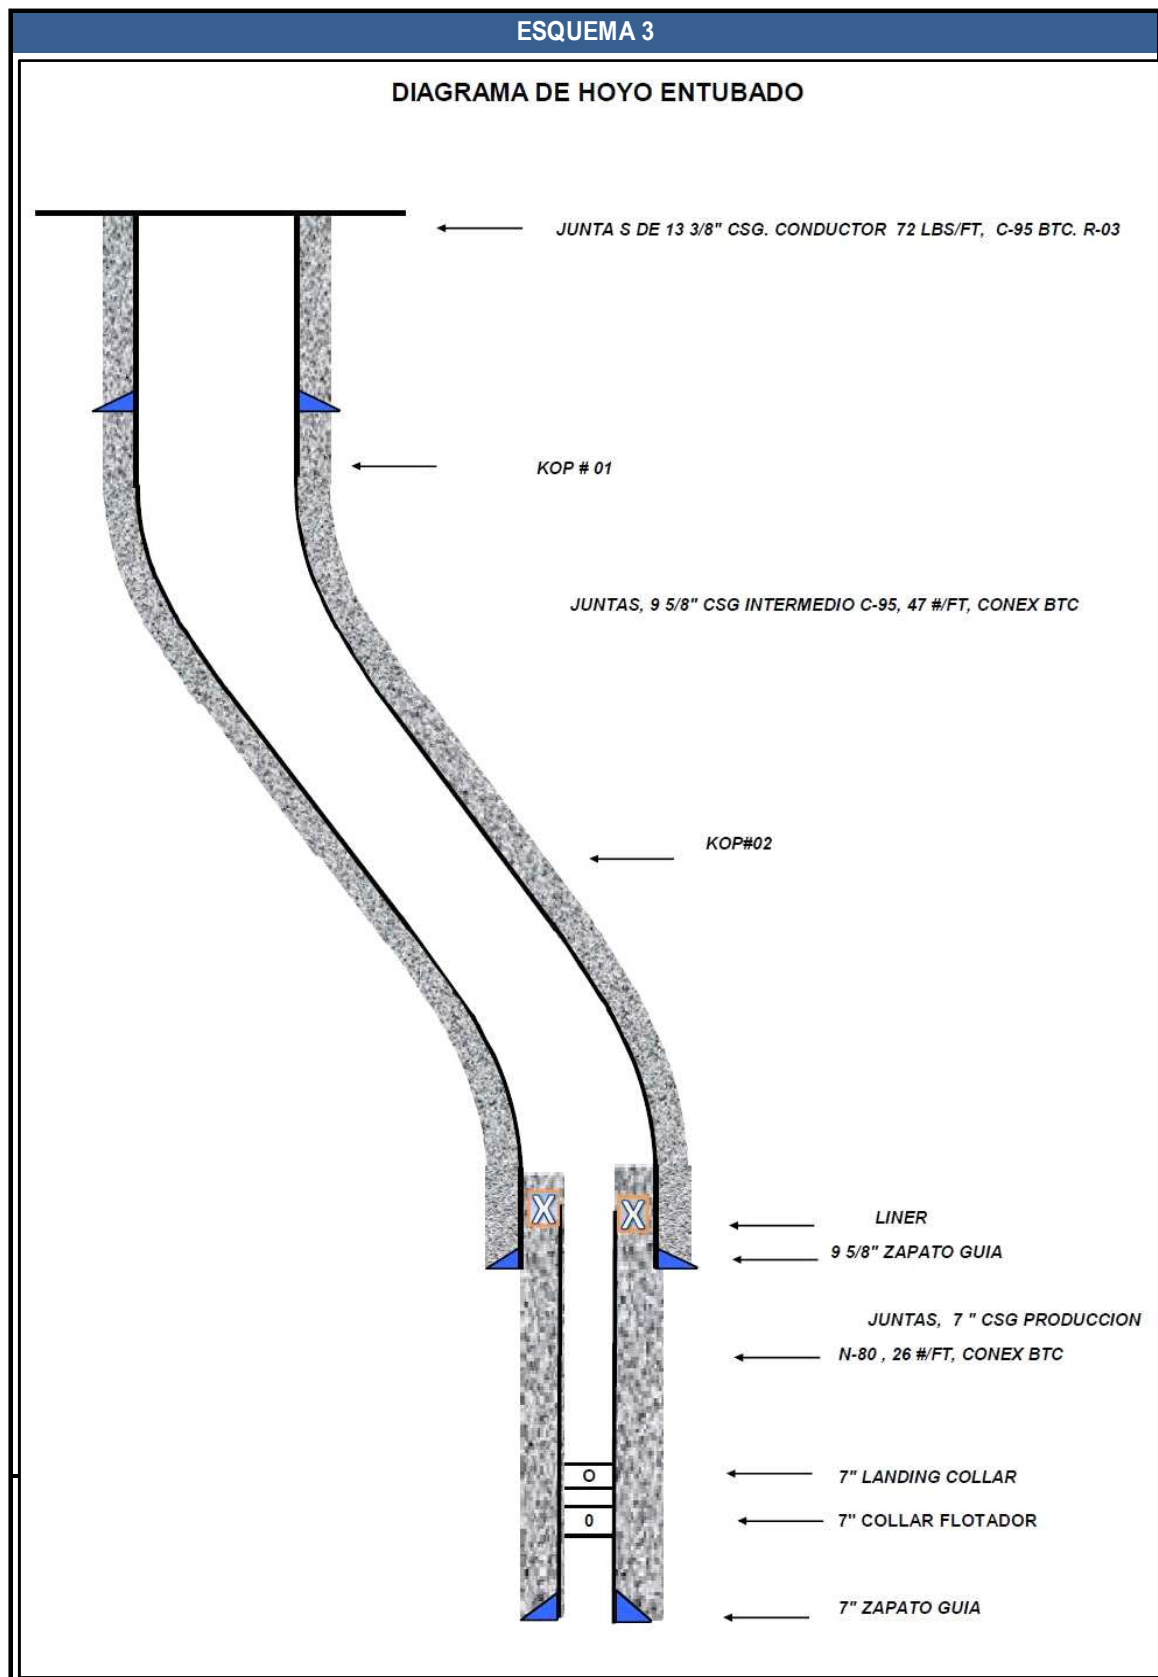 ESQUEMA 3
DIAGRAMA DE HOYO ENTUBADO
JUNTA S DE 13 3/8" CSG. CONDUCTOR 72 LBS/FT, C-95 BTC. R-03
KOP # 01
JUNTAS, 9 5/8" CSG INTERMEDIO C-95, 47 #/FT, CONEX BTC
KOP#02
X X
LINER
9 5/8" ZAPATO GUIA
JUNTAS, 7 " CSG PRODUCCION
N-80 , 26 #/FT, CONEX BTC
O
7" LANDING COLLAR
0
7" COLLAR FLOTADOR
7" ZAPATO GUIA